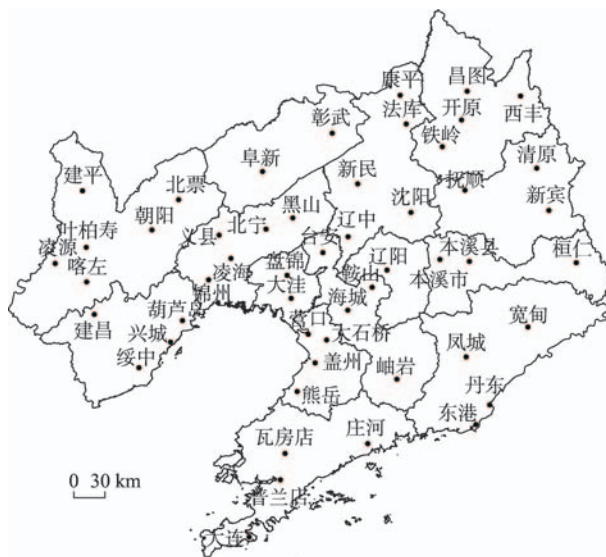 昌图
康平
法库
开原
西丰
彰武
铁岭
清原
阜新
新民
抚顺
建平
北票
沈阳
新宾
黑山
朝阳
义县
北宁
辽中
叶柏寿
台安
凌源
盘锦
辽阳
本溪县
桓仁
喀左
凌海
鞍山
本溪市
大洼
锦州
海城
葫芦岛
营口
宽甸
建昌
兴城
大石桥
凤城
绥中
盖州
岫岩
熊岳
丹东
东港
瓦房店
庄河
0 30 km
普兰店
大连